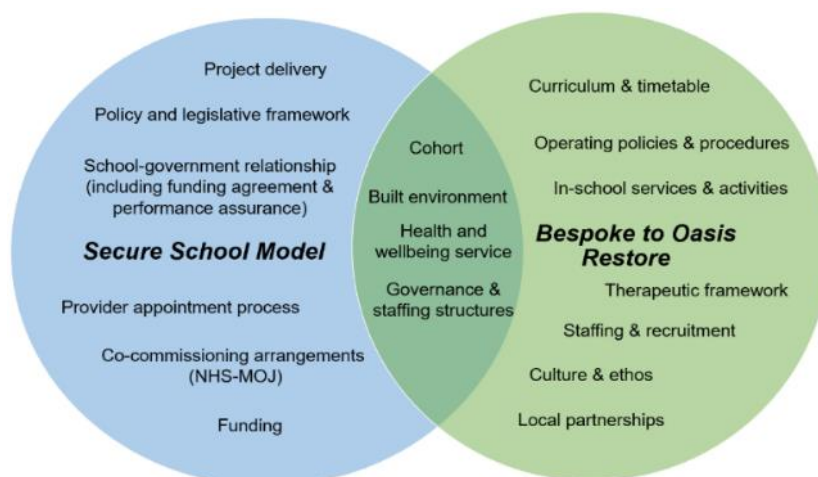 Project delivery
Policy and legislative framework
School-government relationship
(including funding agreement &
performance assurance)
Secure School Model
Provider appointment process
Co-commissioning arrangements
(NHS-MOJ)
Funding
Cohort
Built environment
Health and
wellbeing service
Governance &
staffing structures
Curriculum & timetable
Operating policies & procedures
In-school services & activities
Bespoke to Oasis
Restore
Therapeutic framework
Staffing & recruitment
Culture & ethos
Local partnerships